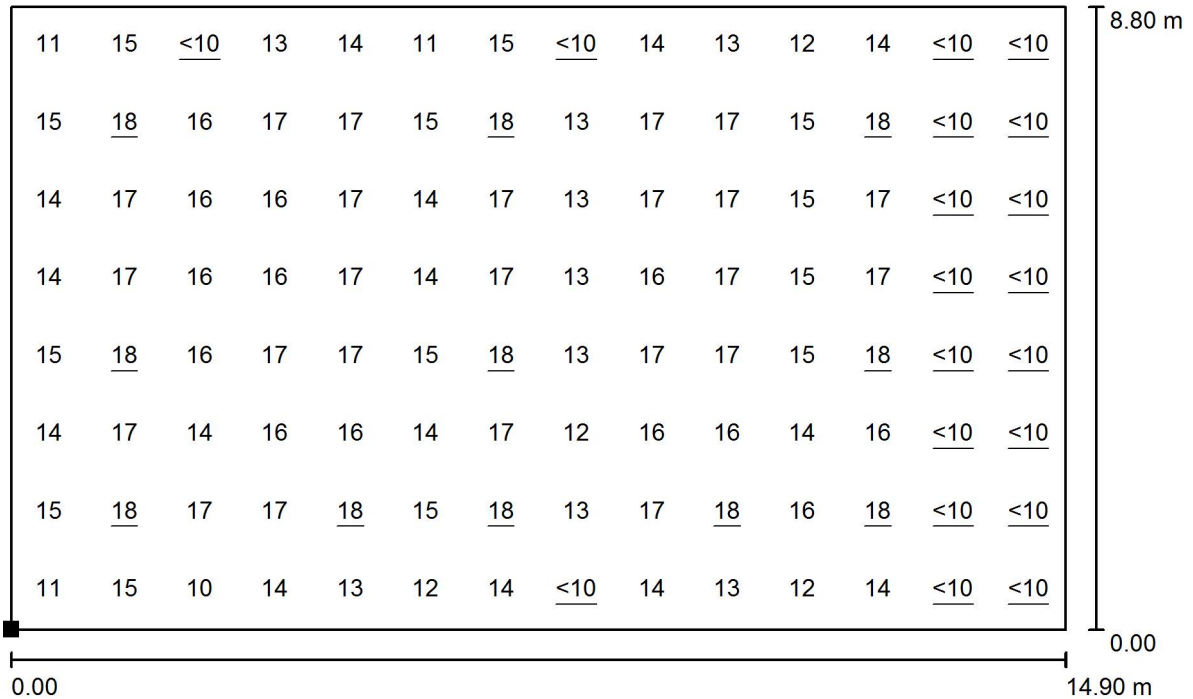 8.80 m
11 15 <10 13 14 11 15 <10 14 13 12 14 <10 <10
15 18 16 17 17 15 18 13 17 17 15 18 <10 <10
14 17 16 16 17 14 17 13 17 17 15 17 <10 <10
14 17 16 16 17 14 17 13 16 17 15 17 <10 <10
15 18 16 17 17 15 18 13 17 17 15 18 <10 <10
14 17 14 16 16 14 17 12 16 16 14 16 <10 <10
15 18 17 17 18 15 18 13 17 18 16 18 <10 <10
11 15 10 14 13 12 14 <10 14 13 12 14 <10 <10
0.00
0.00 14.90 m